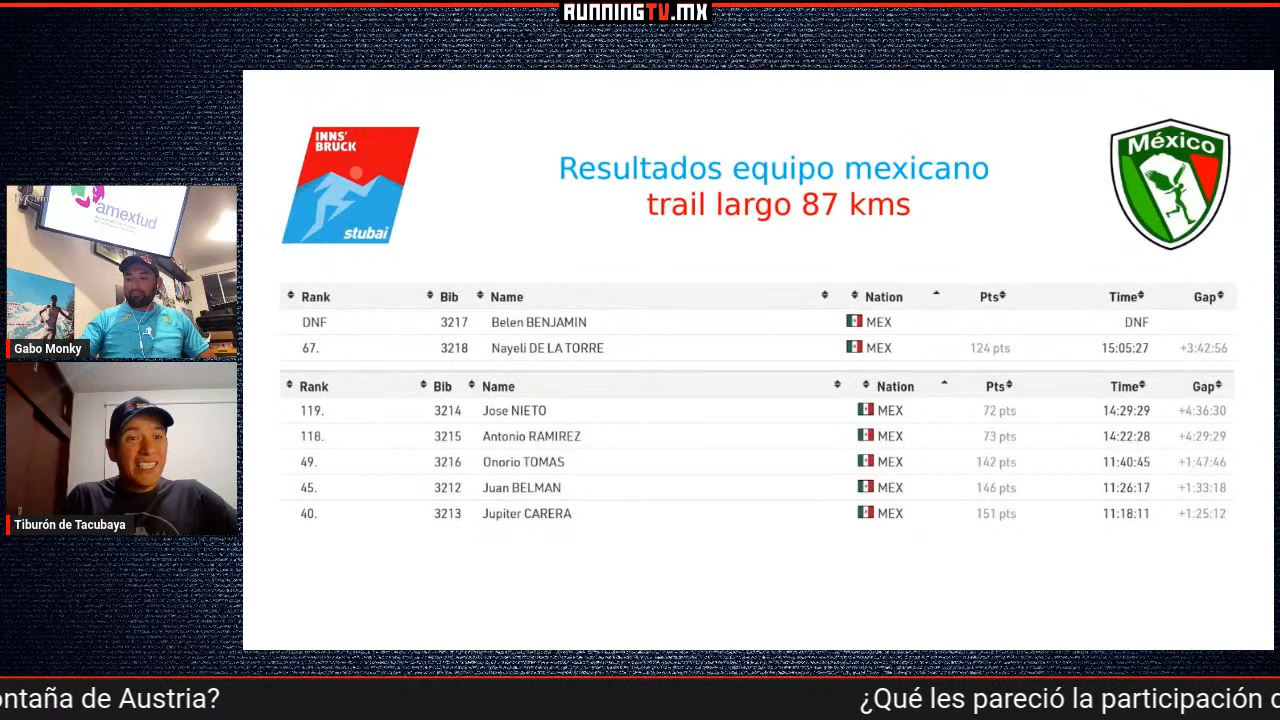 RUNNINGTV.MX
INNS'
BRUCK
stubai
Resultados equipo mexicano
trail largo 87 kms
México
amextud
Gabo Monky
Tiburón de Tacubaya
Rank Bib Name Nation Pts Time Gap
DNF 3217 Belen BENJAMIN MEX DNF
67. 3218 Nayeli DE LA TORRE MEX 124 pts 15:05:27 +3:42:56
Rank Bib Name Nation Pts Time Gap
119. 3214 Jose NIETO MEX 72 pts 14:29:29 +4:36:30
118. 3215 Antonio RAMIREZ MEX 73 pts 14:22:28 +4:29:29
49. 3216 Onorio TOMAS MEX 142 pts 11:40:45 +1:47:46
45. 3212 Juan BELMAN MEX 146 pts 11:26:17 +1:33:18
40. 3213 Jupiter CARERA MEX 151 pts 11:18:11 +1:25:12
ontaña de Austria? ¿Qué les pareció la participación